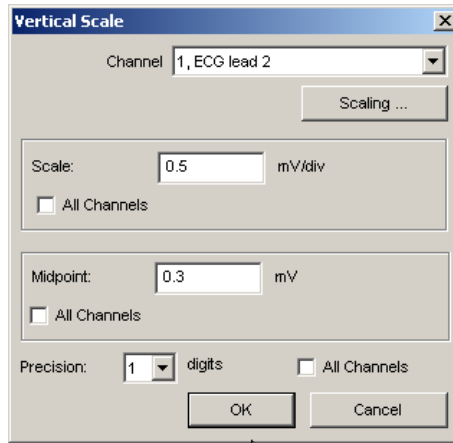 Vertical Scale
Channel 1, ECG lead 2
Scaling ...
Scale: 0.5 mV/div
All Channels
Midpoint: 0.3 mV
All Channels
Precision: 1 digits All Channels
OK Cancel